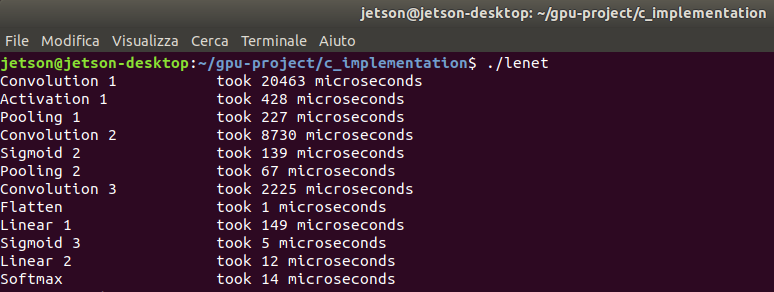 jetson@jetson-desktop: ~/gpu-project/c_implementation
File Modifica Visualizza Cerca Terminale Aiuto
jetson@jetson-desktop:~/gpu-project/c_implementation$ ./lenet
Convolution 1 took 20463 microseconds
Activation 1 took 428 microseconds
Pooling 1 took 227 microseconds
Convolution 2 took 8730 microseconds
Sigmoid 2 took 139 microseconds
Pooling 2 took 67 microseconds
Convolution 3 took 2225 microseconds
Flatten took 1 microseconds
Linear 1 took 149 microseconds
Sigmoid 3 took 5 microseconds
Linear 2 took 12 microseconds
Softmax took 14 microseconds